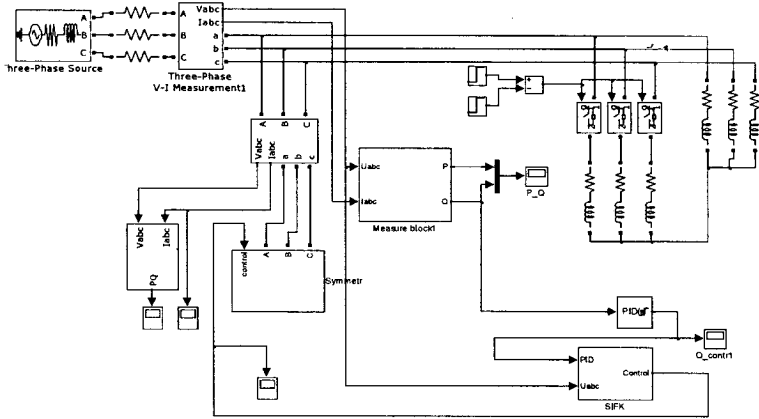 A
B
C
hree-Phase Source
A
B
C
Vabc
Iabc
a
b
c
Three-Phase
V-I Measurement1
+
-
A
B
C
Vabc
Iabc
a
b
c
Vabc
Iabc
PQ
control
A
B
C
Symmetr
Uabc
Iabc
P
Q
Measure block1
P_Q
PID
Q_contr1
PID
Uabc
Control
SIFK